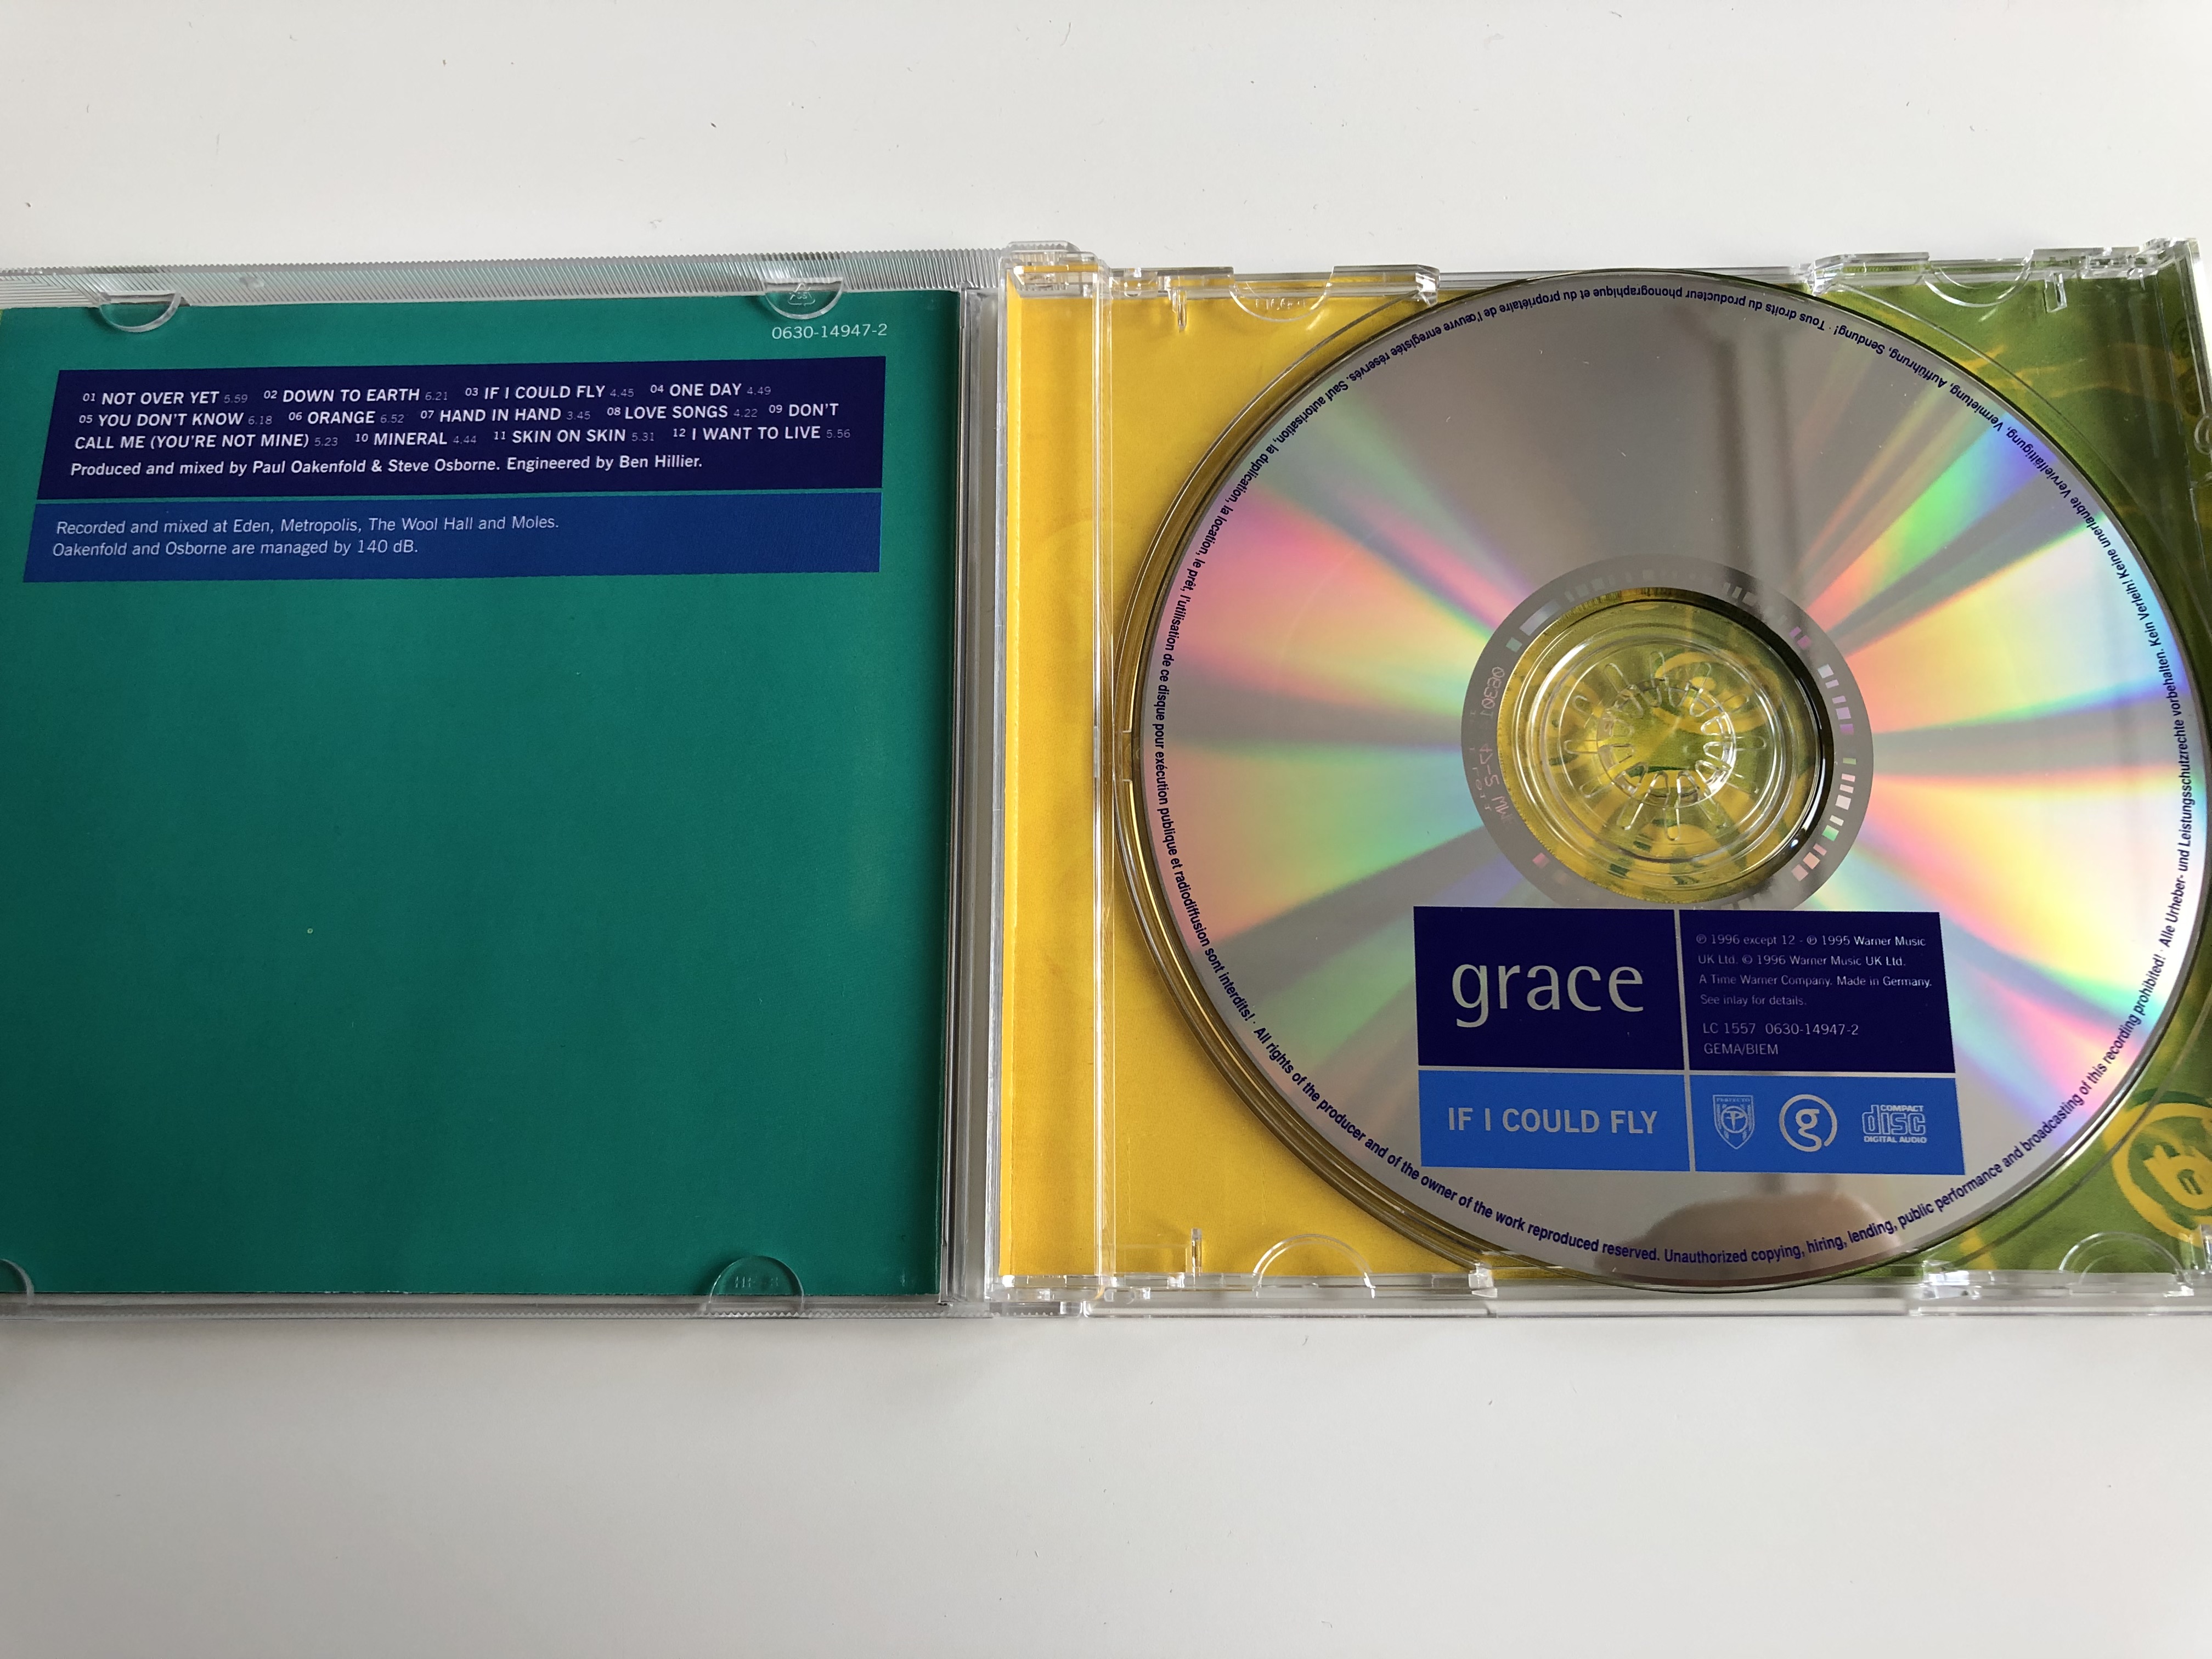 0630-14947-2
01 NOT OVER YET 5.59 02 DOWN TO EARTH 6.21 03 IF I COULD FLY 4.45 04 ONE DAY 4.49
05 YOU DON'T KNOW 6.18 06 ORANGE 6.52 07 HAND IN HAND 3.45 08 LOVE SONGS 4.22 09 DON'T
CALL ME (YOU'RE NOT MINE) 5.23 10 MINERAL 4.44 11 SKIN ON SKIN 5.31 12 I WANT TO LIVE 5.56
Produced and mixed by Paul Oakenfold & Steve Osborne. Engineered by Ben Hillier.
Recorded and mixed at Eden, Metropolis, The Wool Hall and Moles.
Oakenfold and Osborne are managed by 140 dB.
grace
℗ 1996 except 12 - ℗ 1995 Warner Music
UK Ltd. © 1996 Warner Music UK Ltd.
A Time Warner Company. Made in Germany.
See inlay for details.
LC 1557 0630-14947-2
GEMA/BIEM
IF I COULD FLY
PERFECTO
g
COMPACT
disc
DIGITAL AUDIO
All rights of the producer and of the owner of the work reproduced reserved. Unauthorized copying, hiring, lending, public performance and broadcasting of this recording prohibited! · Alle Urheber- und Leistungsschutzrechte vorbehalten. Kein Verleih! Keine unerlaubte Vervielfältigung, Vermietung, Aufführung, Sendung! · Tous droits du producteur phonographique et du propriétaire de l'œuvre enregistée réservés. Sauf autorisation, la duplication, la location, le prêt, l'utilisation de ce disque pour exécution publique et radiodiffusion sont interdits! ·